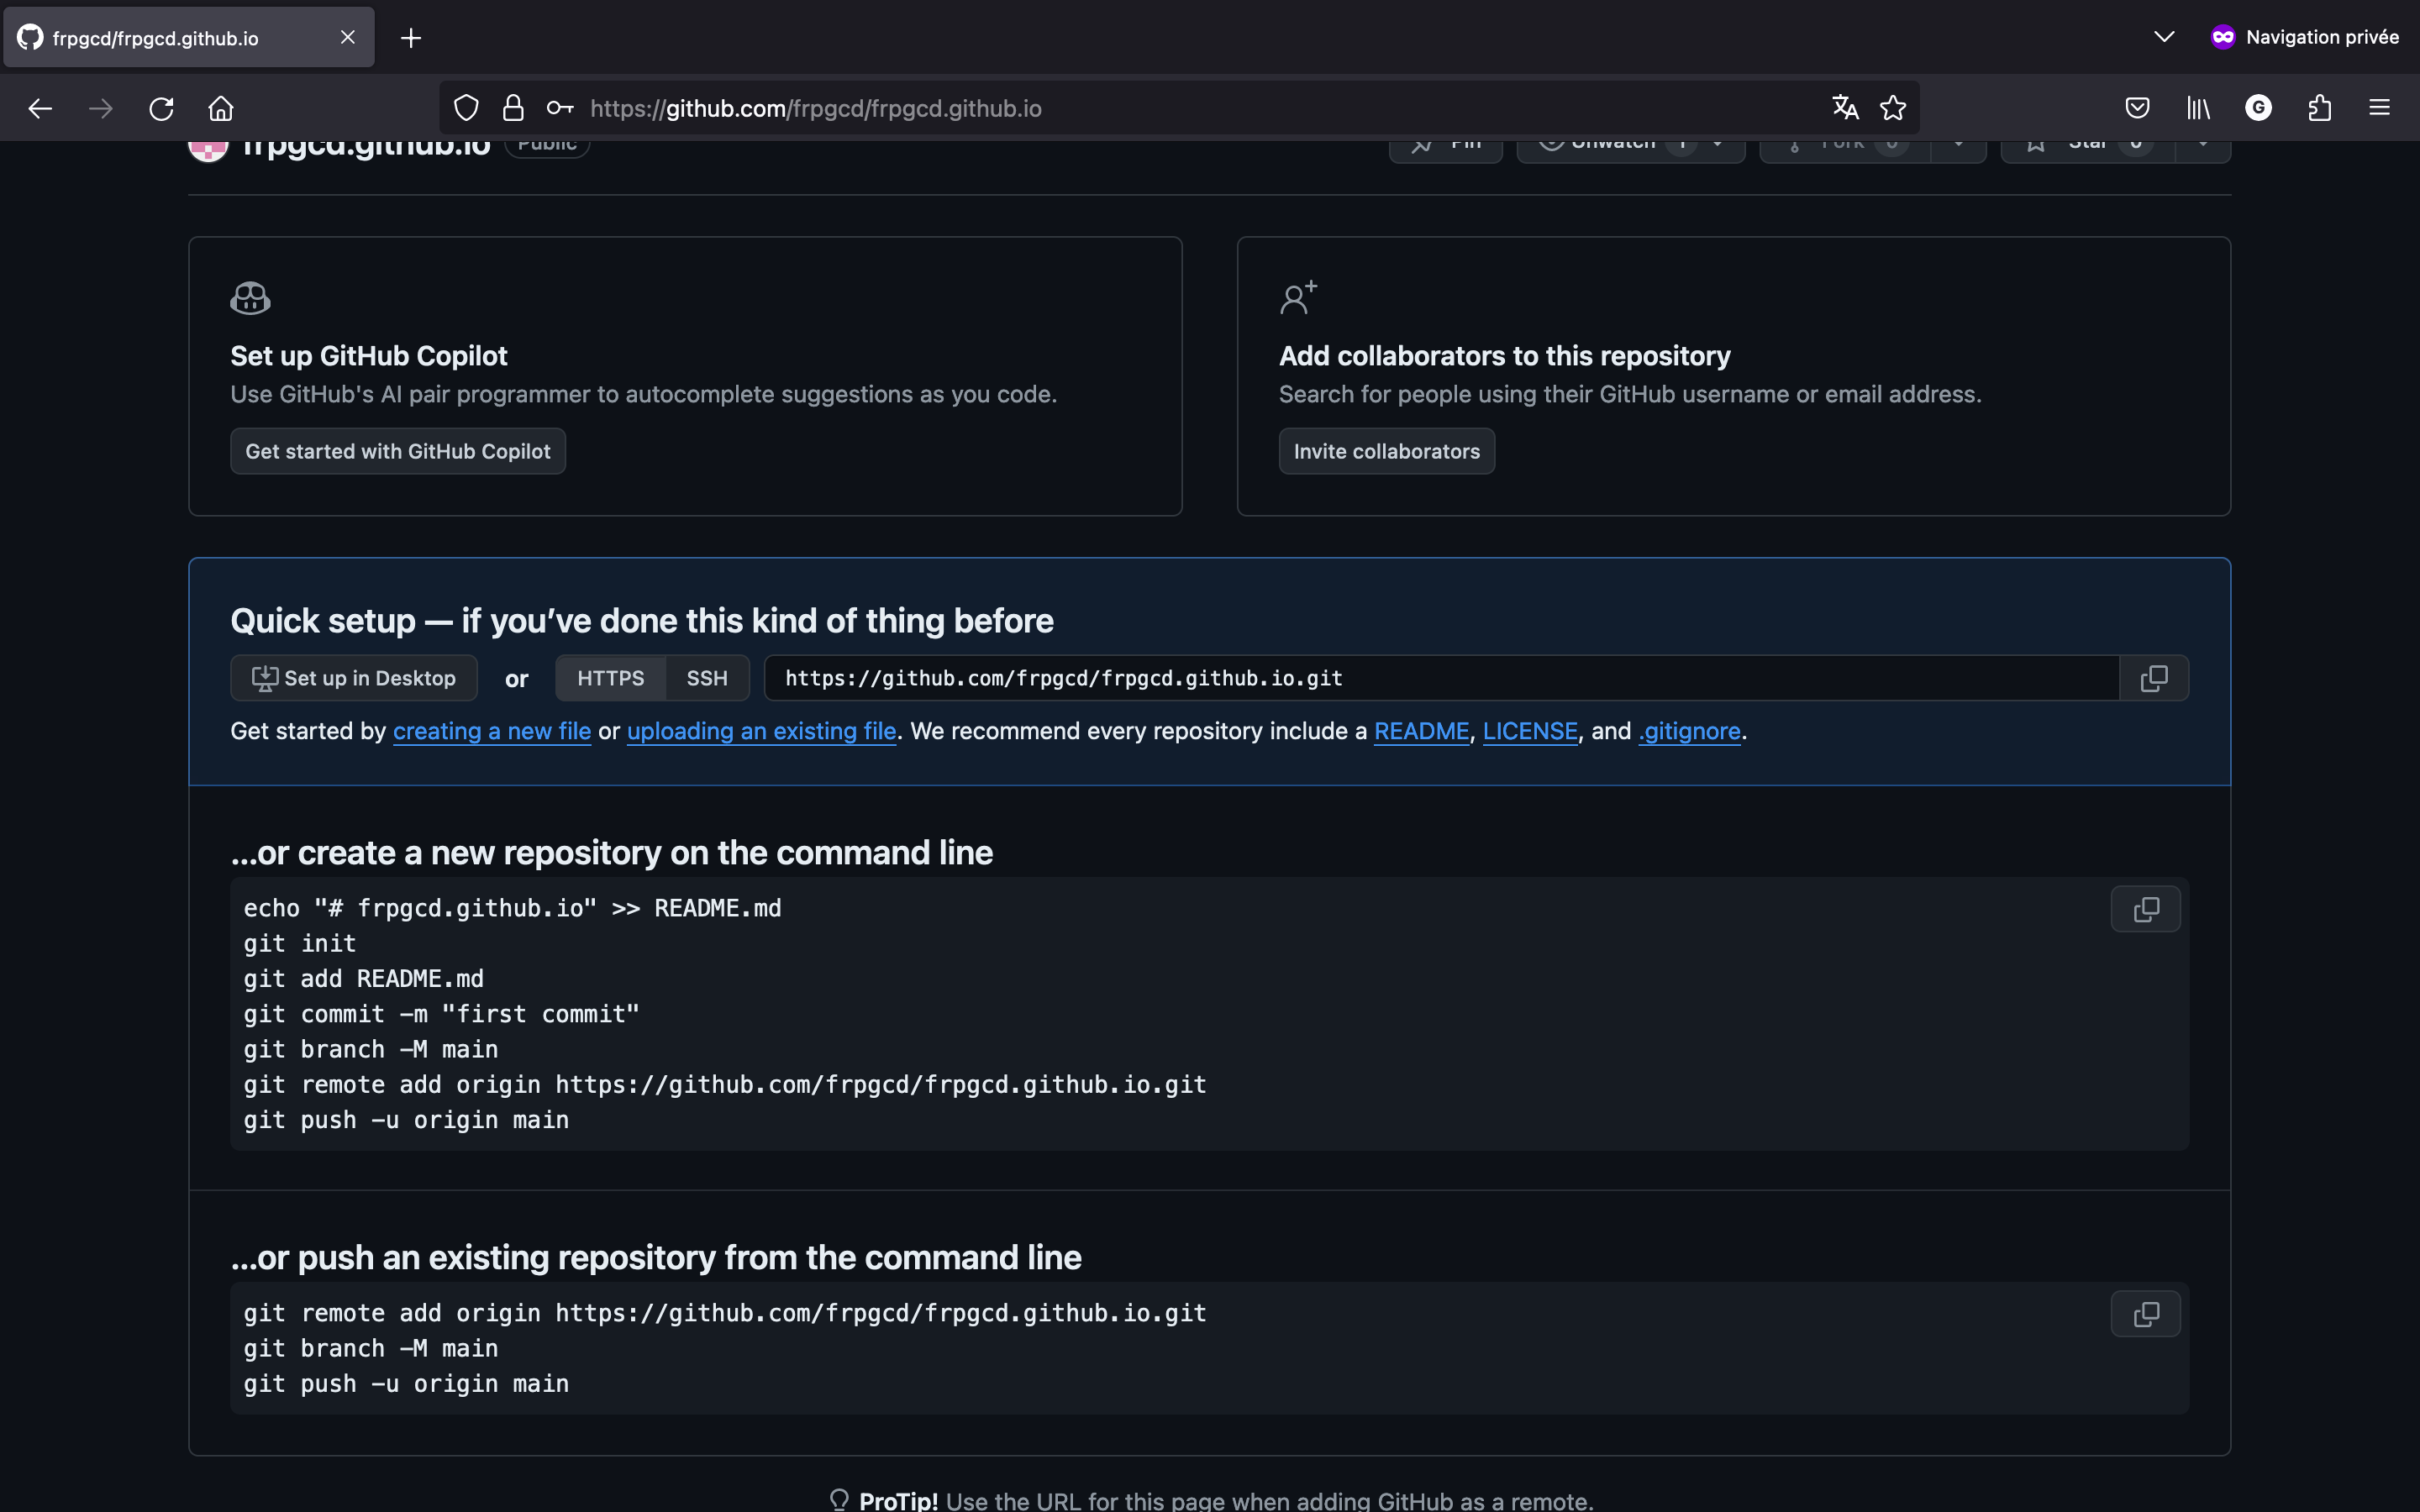 frpgcd/frpgcd.github.io
Navigation privée
https://github.com/frpgcd/frpgcd.github.io
G
frpgcd.github.io Public
Pin Unwatch 1 Fork 0 Star 0
Set up GitHub Copilot
Use GitHub's AI pair programmer to autocomplete suggestions as you code.
Get started with GitHub Copilot
Add collaborators to this repository
Search for people using their GitHub username or email address.
Invite collaborators
Quick setup — if you’ve done this kind of thing before
Set up in Desktop or HTTPS SSH https://github.com/frpgcd/frpgcd.github.io.git
Get started by creating a new file or uploading an existing file. We recommend every repository include a README, LICENSE, and .gitignore.
…or create a new repository on the command line
echo "# frpgcd.github.io" >> README.md
git init
git add README.md
git commit -m "first commit"
git branch -M main
git remote add origin https://github.com/frpgcd/frpgcd.github.io.git
git push -u origin main
…or push an existing repository from the command line
git remote add origin https://github.com/frpgcd/frpgcd.github.io.git
git branch -M main
git push -u origin main
ProTip! Use the URL for this page when adding GitHub as a remote.